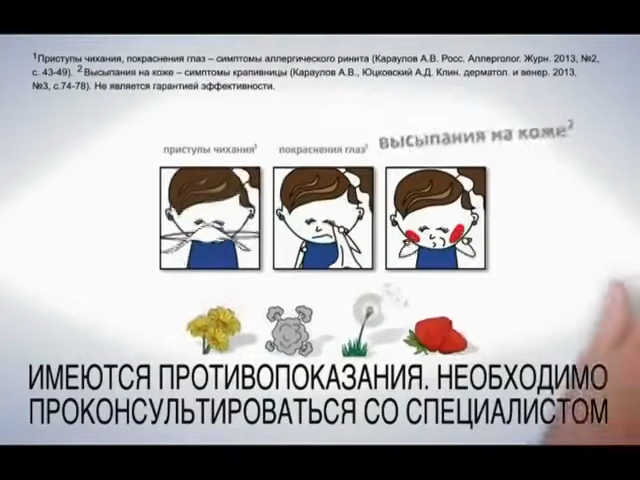 ¹Приступы чихания, покраснения глаз – симптомы аллергического ринита (Караулов А.В. Росс. Аллерголог. Журн. 2013, №2,
с. 43-49). ²Высыпания на коже – симптомы крапивницы (Караулов А.В., Юцковский А.Д. Клин. дерматол. и венер. 2013,
№3, с.74-78). Не является гарантией эффективности.
приступы чихания¹ покраснения глаз¹ высыпания на коже²
ИМЕЮТСЯ ПРОТИВОПОКАЗАНИЯ. НЕОБХОДИМО
ПРОКОНСУЛЬТИРОВАТЬСЯ СО СПЕЦИАЛИСТОМ